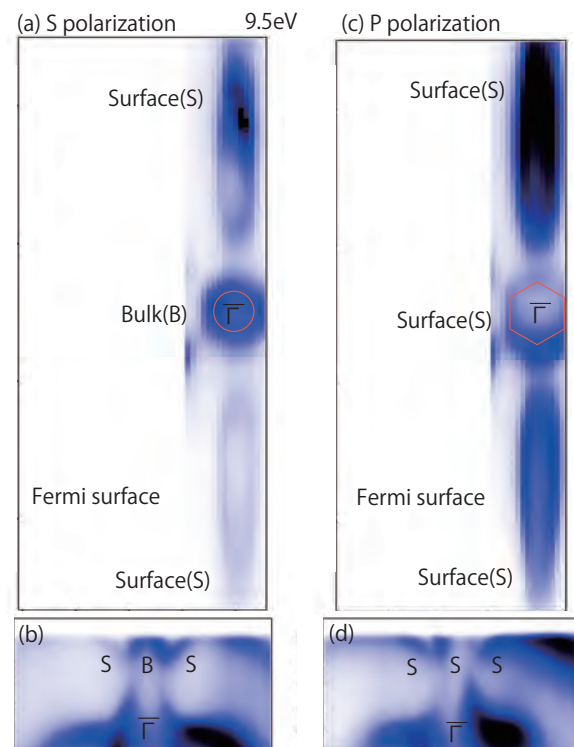 (a) S polarization 9.5eV
Surface(S)
Bulk(B)
Γ̅
Fermi surface
Surface(S)
(c) P polarization
Surface(S)
Surface(S)
Γ̅
Fermi surface
Surface(S)
(b)
S B S
Γ̅
(d)
S S S
Γ̅